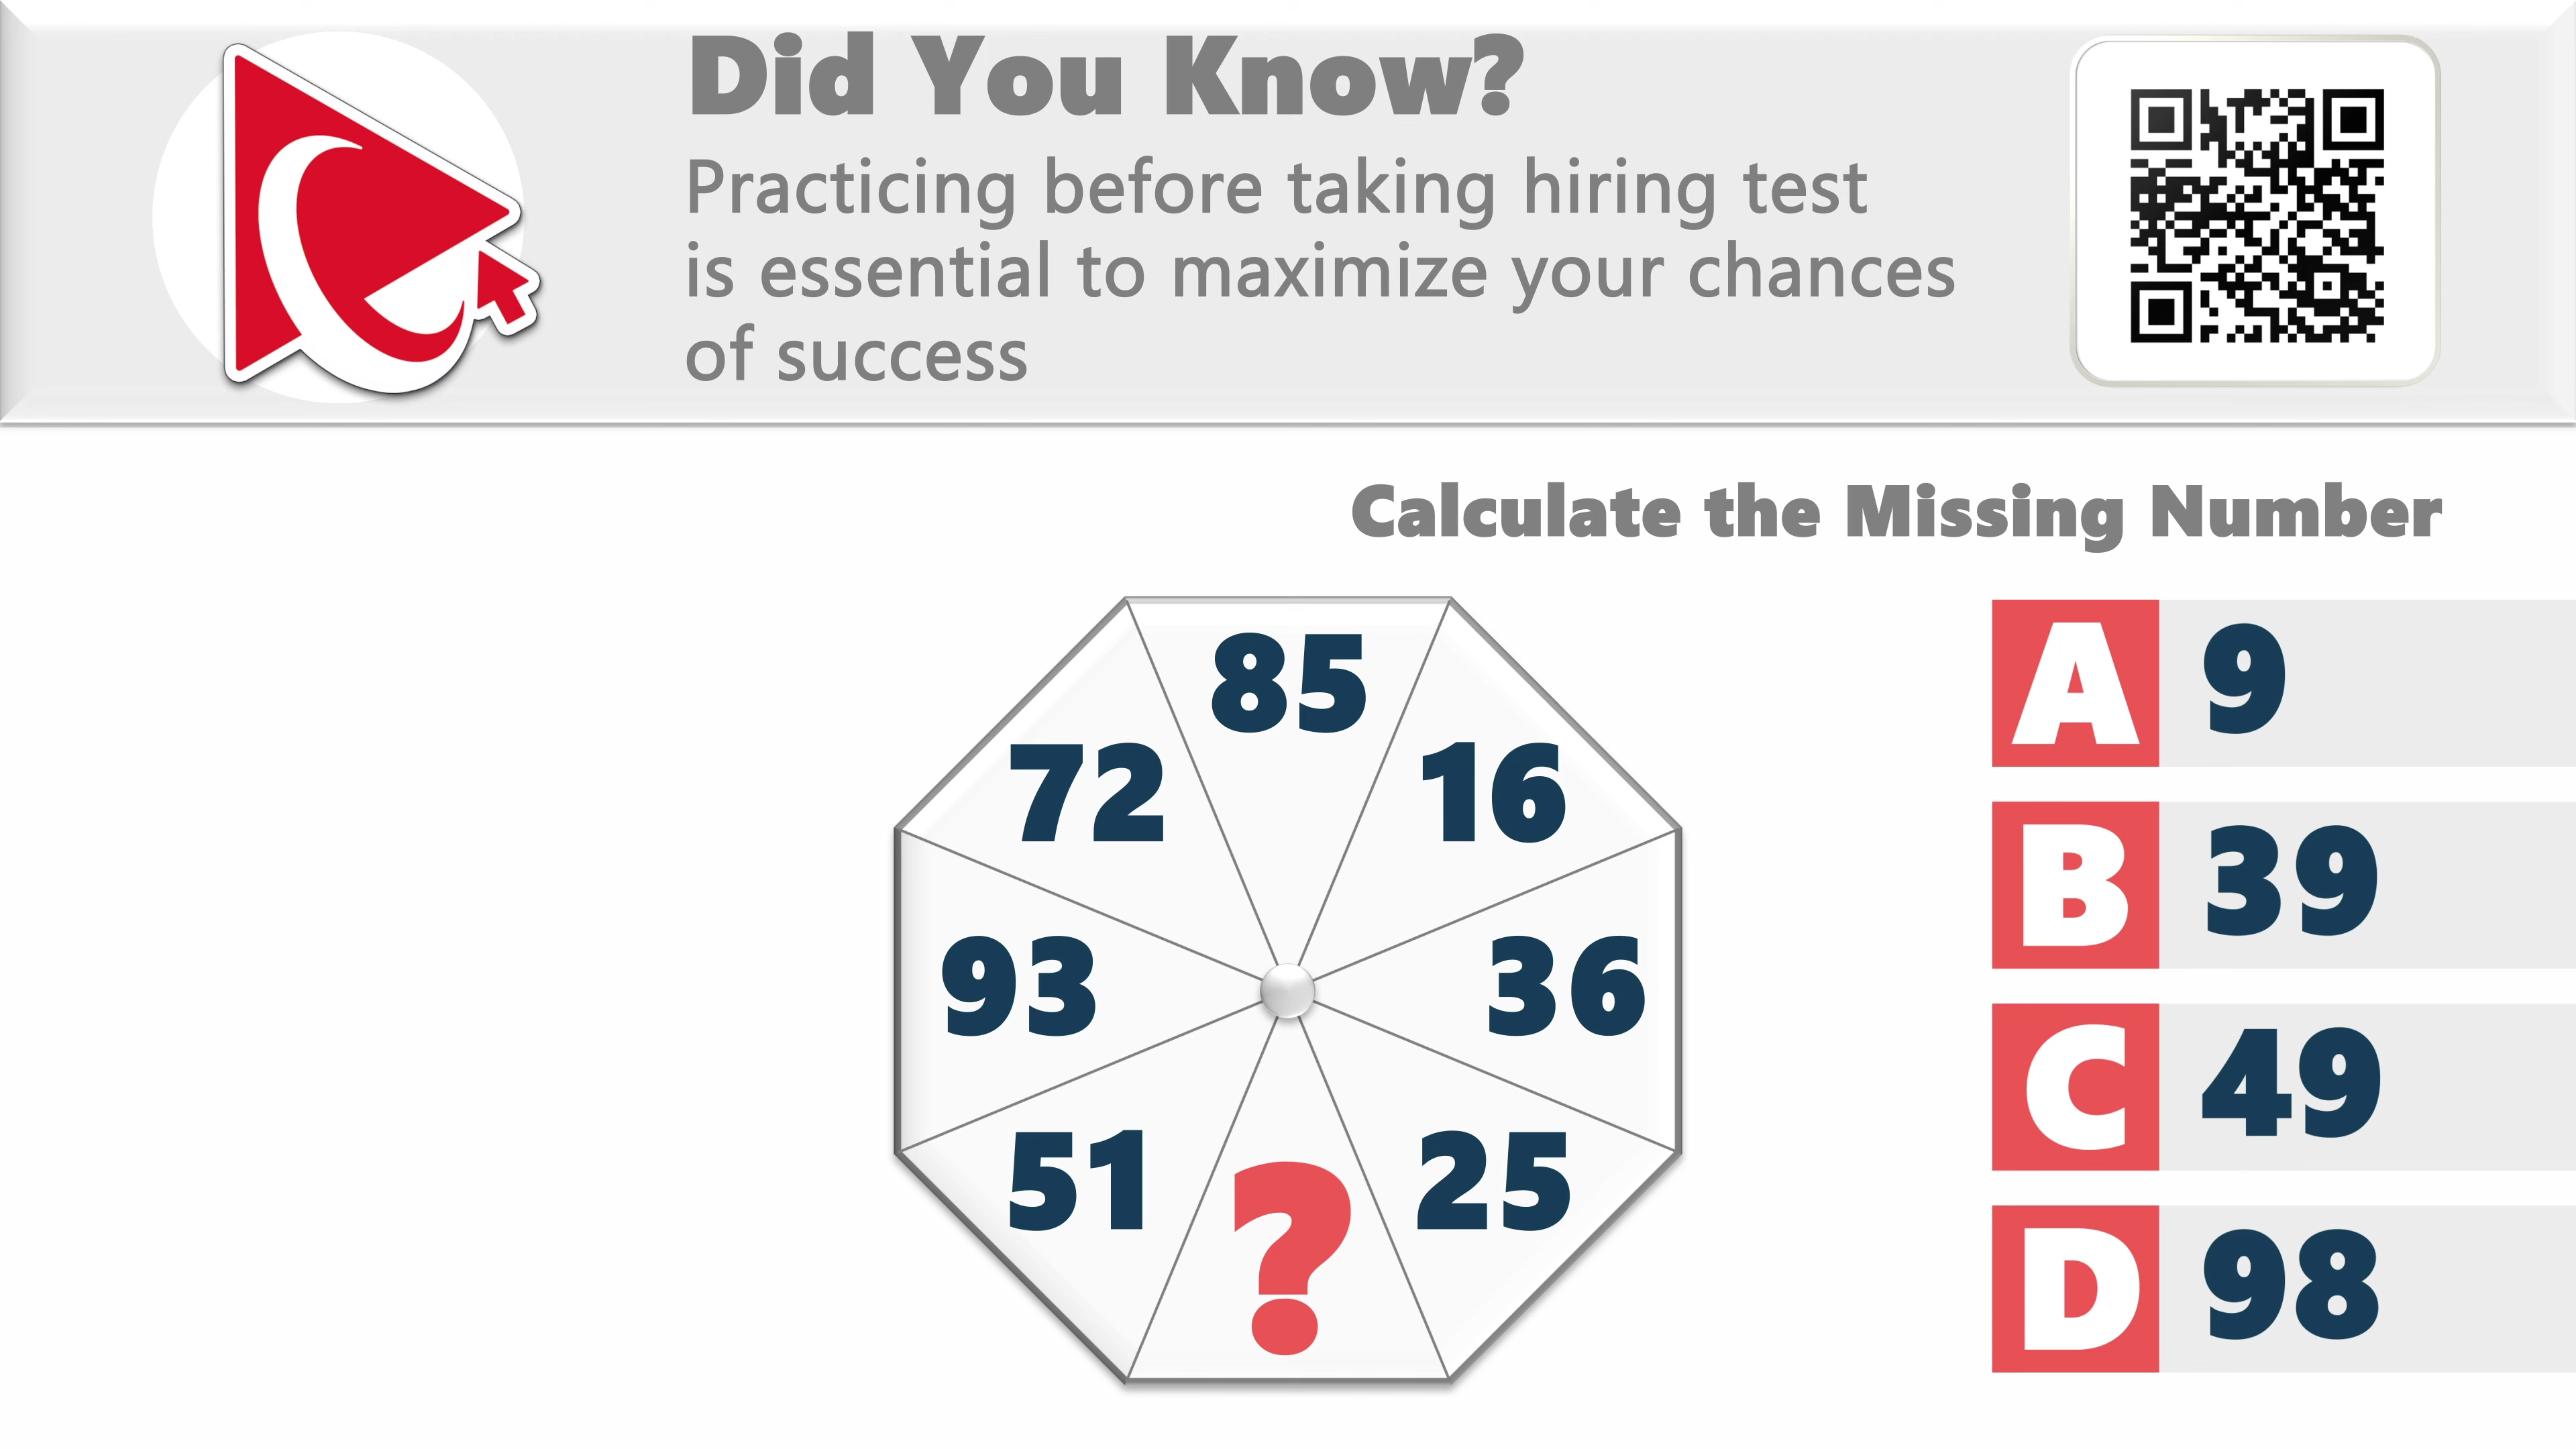 Did You Know?
Practicing before taking hiring test
is essential to maximize your chances
of success
Calculate the Missing Number
85
72
16
93
36
51
?
25
A 9
B 39
C 49
D 98